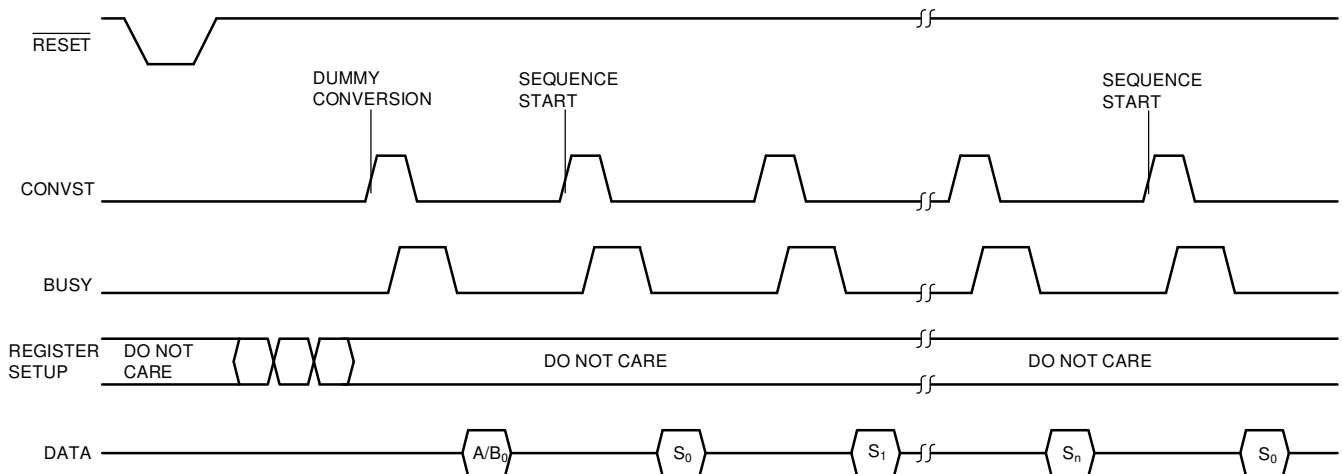 RESET
DUMMY
CONVERSION
SEQUENCE
START
SEQUENCE
START
CONVST
BUSY
REGISTER
SETUP
DO NOT
CARE
DO NOT CARE
DO NOT CARE
DATA
A/B₀
S₀
S₁
Sₙ
S₀